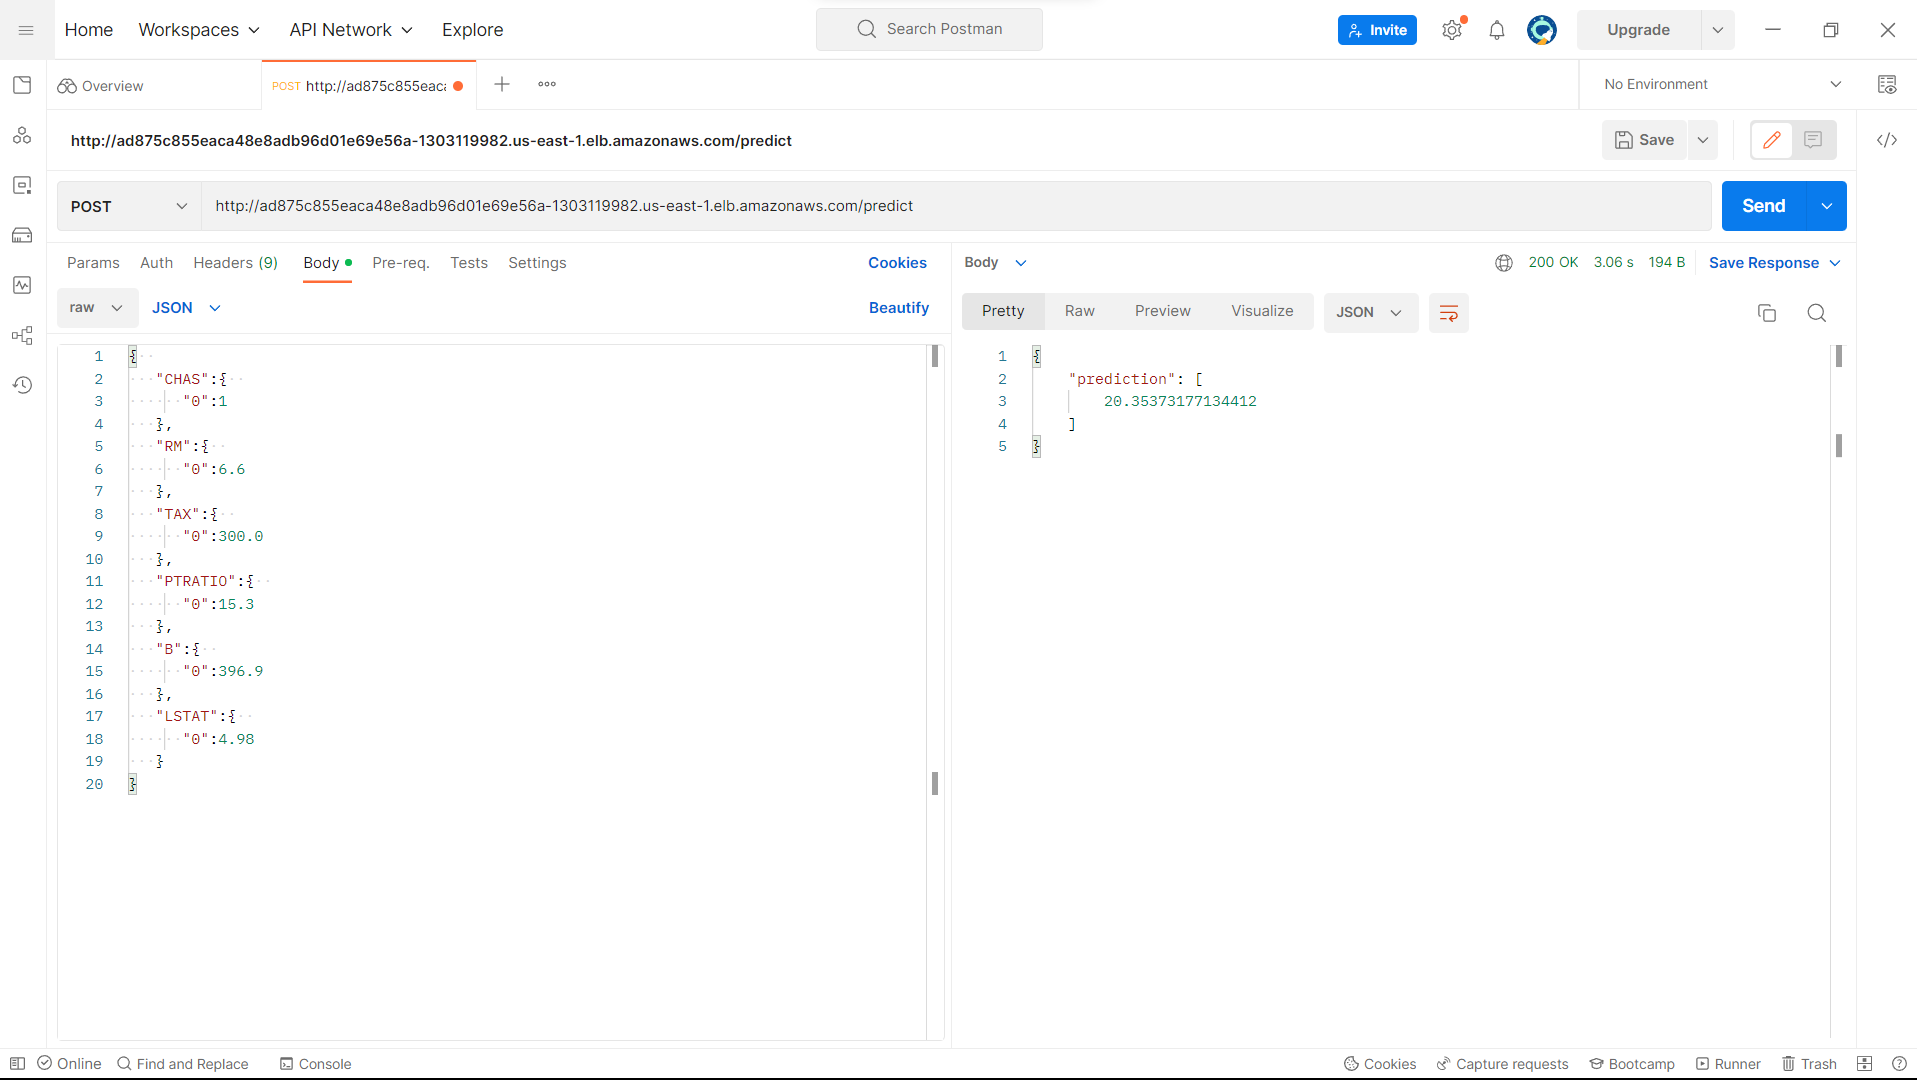 Home Workspaces API Network Explore Search Postman Invite Upgrade
Overview POST http://ad875c855eaca No Environment
http://ad875c855eaca48e8adb96d01e69e56a-1303119982.us-east-1.elb.amazonaws.com/predict Save
POST http://ad875c855eaca48e8adb96d01e69e56a-1303119982.us-east-1.elb.amazonaws.com/predict Send
Params Auth Headers (9) Body Pre-req. Tests Settings Cookies
raw JSON Beautify
1 {
2 "CHAS":{
3 "0":1
4 },
5 "RM":{
6 "0":6.6
7 },
8 "TAX":{
9 "0":300.0
10 },
11 "PTRATIO":{
12 "0":15.3
13 },
14 "B":{
15 "0":396.9
16 },
17 "LSTAT":{
18 "0":4.98
19 }
20 }
Body 200 OK 3.06 s 194 B Save Response
Pretty Raw Preview Visualize JSON
1 {
2 "prediction": [
3 20.35373177134412
4 ]
5 }
Online Find and Replace Console Cookies Capture requests Bootcamp Runner Trash